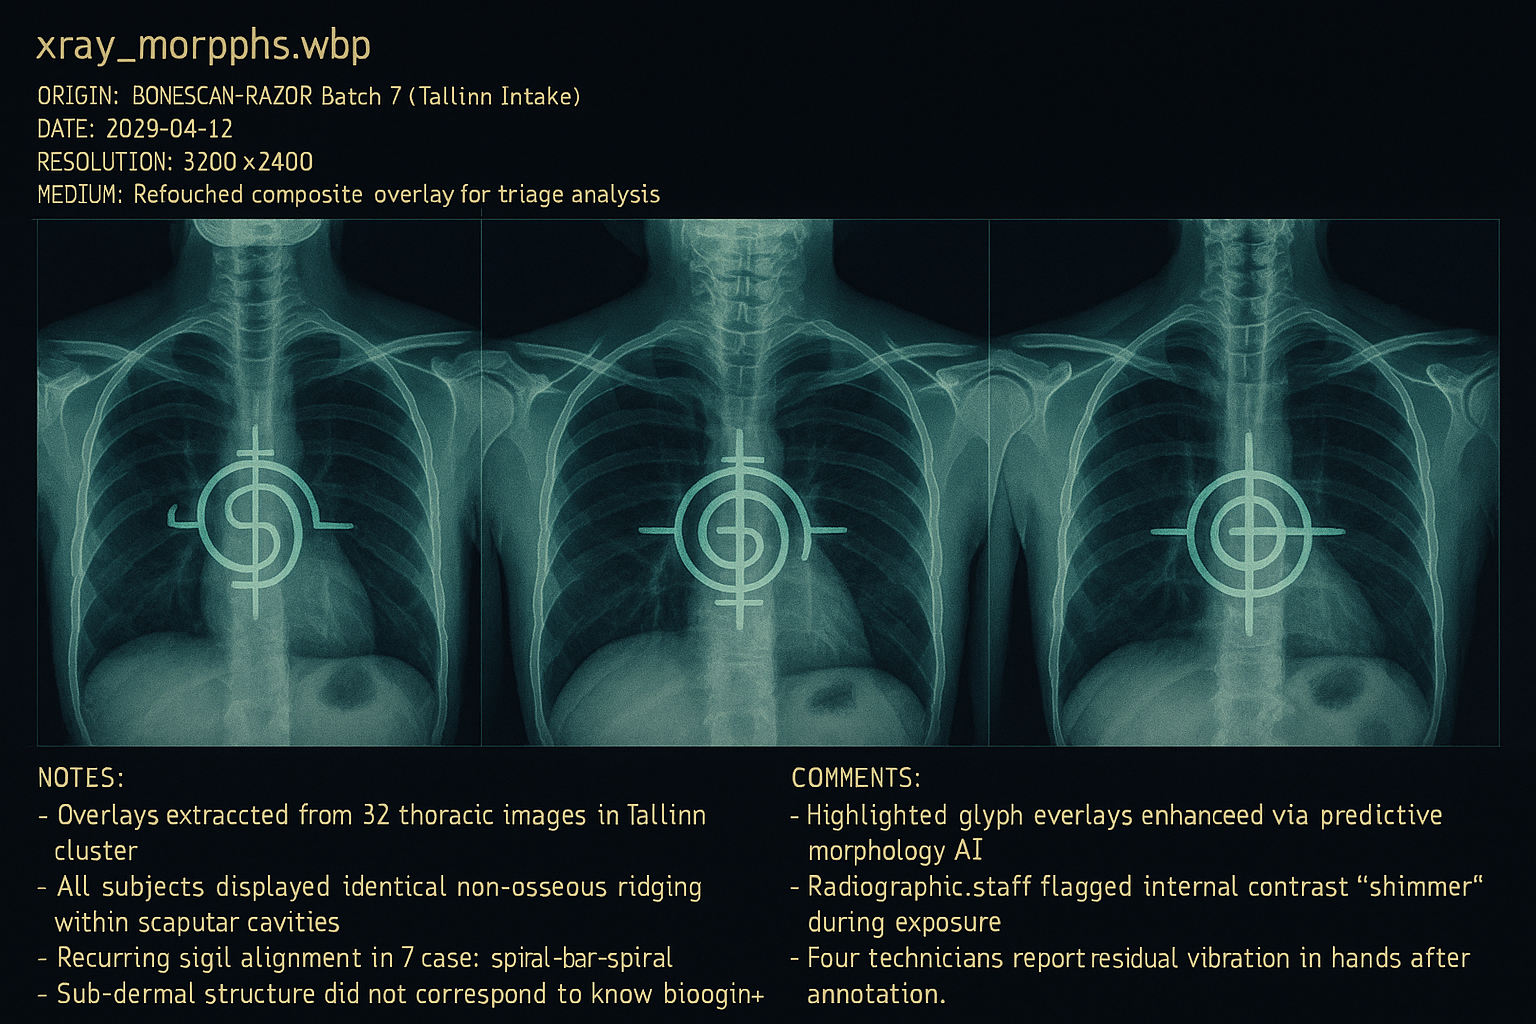 xray_morpphs.wbp
ORIGIN: BONESCAN-RAZOR Batch 7 (Tallinn Intake)
DATE: 2029-04-12
RESOLUTION: 3200x2400
MEDIUM: Refouched composite overlay for triage analysis
NOTES:
- Overlays extraccted from 32 thoracic images in Tallinn
cluster
- All subjects displayed identical non-osseous ridging
within scaputar cavities
- Recurring sigil alignment in 7 case: spiral-bar-spiral
- Sub-dermal structure did not correspond to know bioogin+
COMMENTS:
- Highlighted glyph everlays enhanceed via predictive
morphology AI
- Radiographic.staff flagged internal contrast “shimmer“
during exposure
- Four technicians report residual vibration in hands after
annotation.